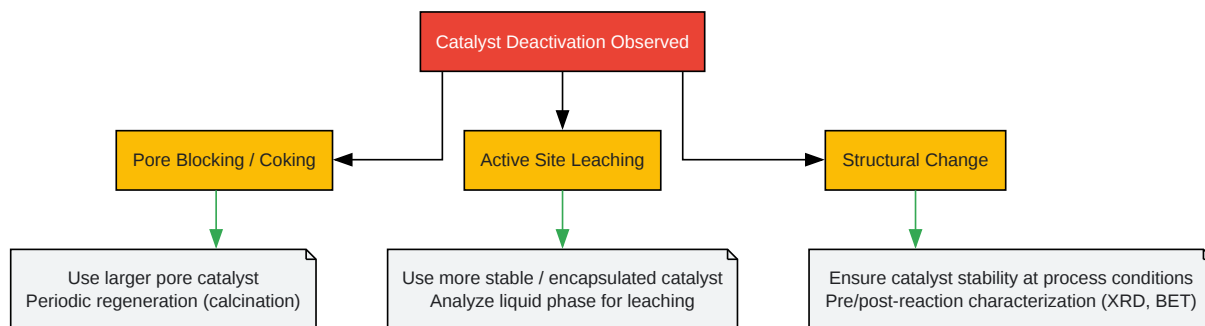 Catalyst Deactivation Observed
Pore Blocking / Coking
Active Site Leaching
Structural Change
Use larger pore catalyst
Periodic regeneration (calcination)
Use more stable / encapsulated catalyst
Analyze liquid phase for leaching
Ensure catalyst stability at process conditions
Pre/post-reaction characterization (XRD, BET)